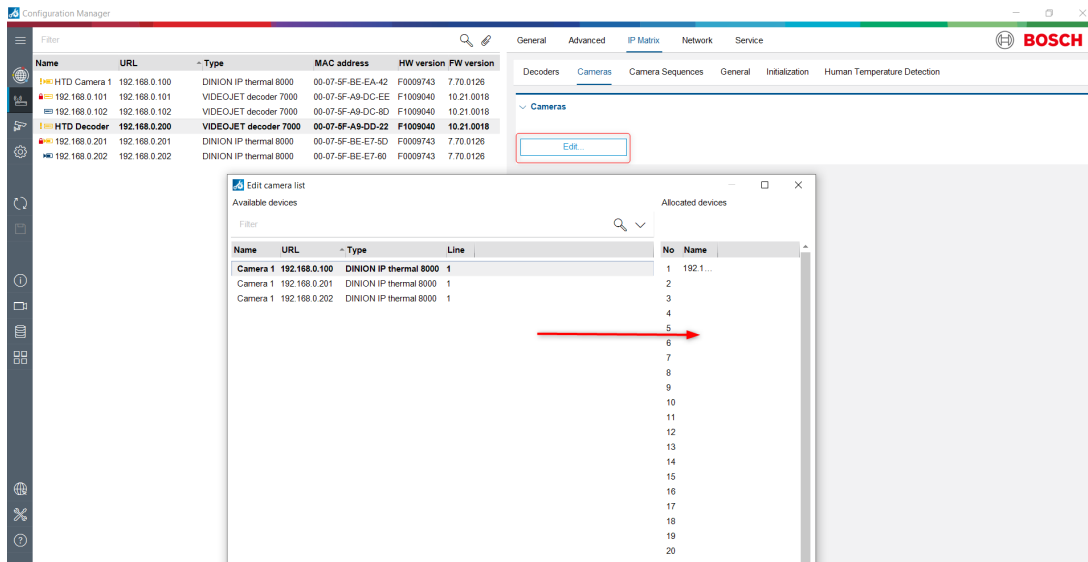 Configuration Manager
Filter
General Advanced IP Matrix Network Service
BOSCH
Name URL Type MAC address HW version FW version
HTD Camera 1 192.168.0.100 DINION IP thermal 8000 00-07-5F-BE-EA-42 F0009743 7.70.0126
192.168.0.101 192.168.0.101 VIDEOJET decoder 7000 00-07-5F-A9-DC-EE F1009040 10.21.0018
192.168.0.102 192.168.0.102 VIDEOJET decoder 7000 00-07-5F-A9-DC-8D F1009040 10.21.0018
HTD Decoder 192.168.0.200 VIDEOJET decoder 7000 00-07-5F-A9-DD-22 F1009040 10.21.0018
192.168.0.201 192.168.0.201 DINION IP thermal 8000 00-07-5F-BE-E7-5D F0009743 7.70.0126
192.168.0.202 192.168.0.202 DINION IP thermal 8000 00-07-5F-BE-E7-60 F0009743 7.70.0126
Decoders Cameras Camera Sequences General Initialization Human Temperature Detection
Cameras
Edit...
Edit camera list
Available devices
Allocated devices
Filter
Name URL Type Line
No Name
Camera 1 192.168.0.100 DINION IP thermal 8000 1
Camera 1 192.168.0.201 DINION IP thermal 8000 1
Camera 1 192.168.0.202 DINION IP thermal 8000 1
1 192.1...
2
3
4
5
6
7
8
9
10
11
12
13
14
15
16
17
18
19
20